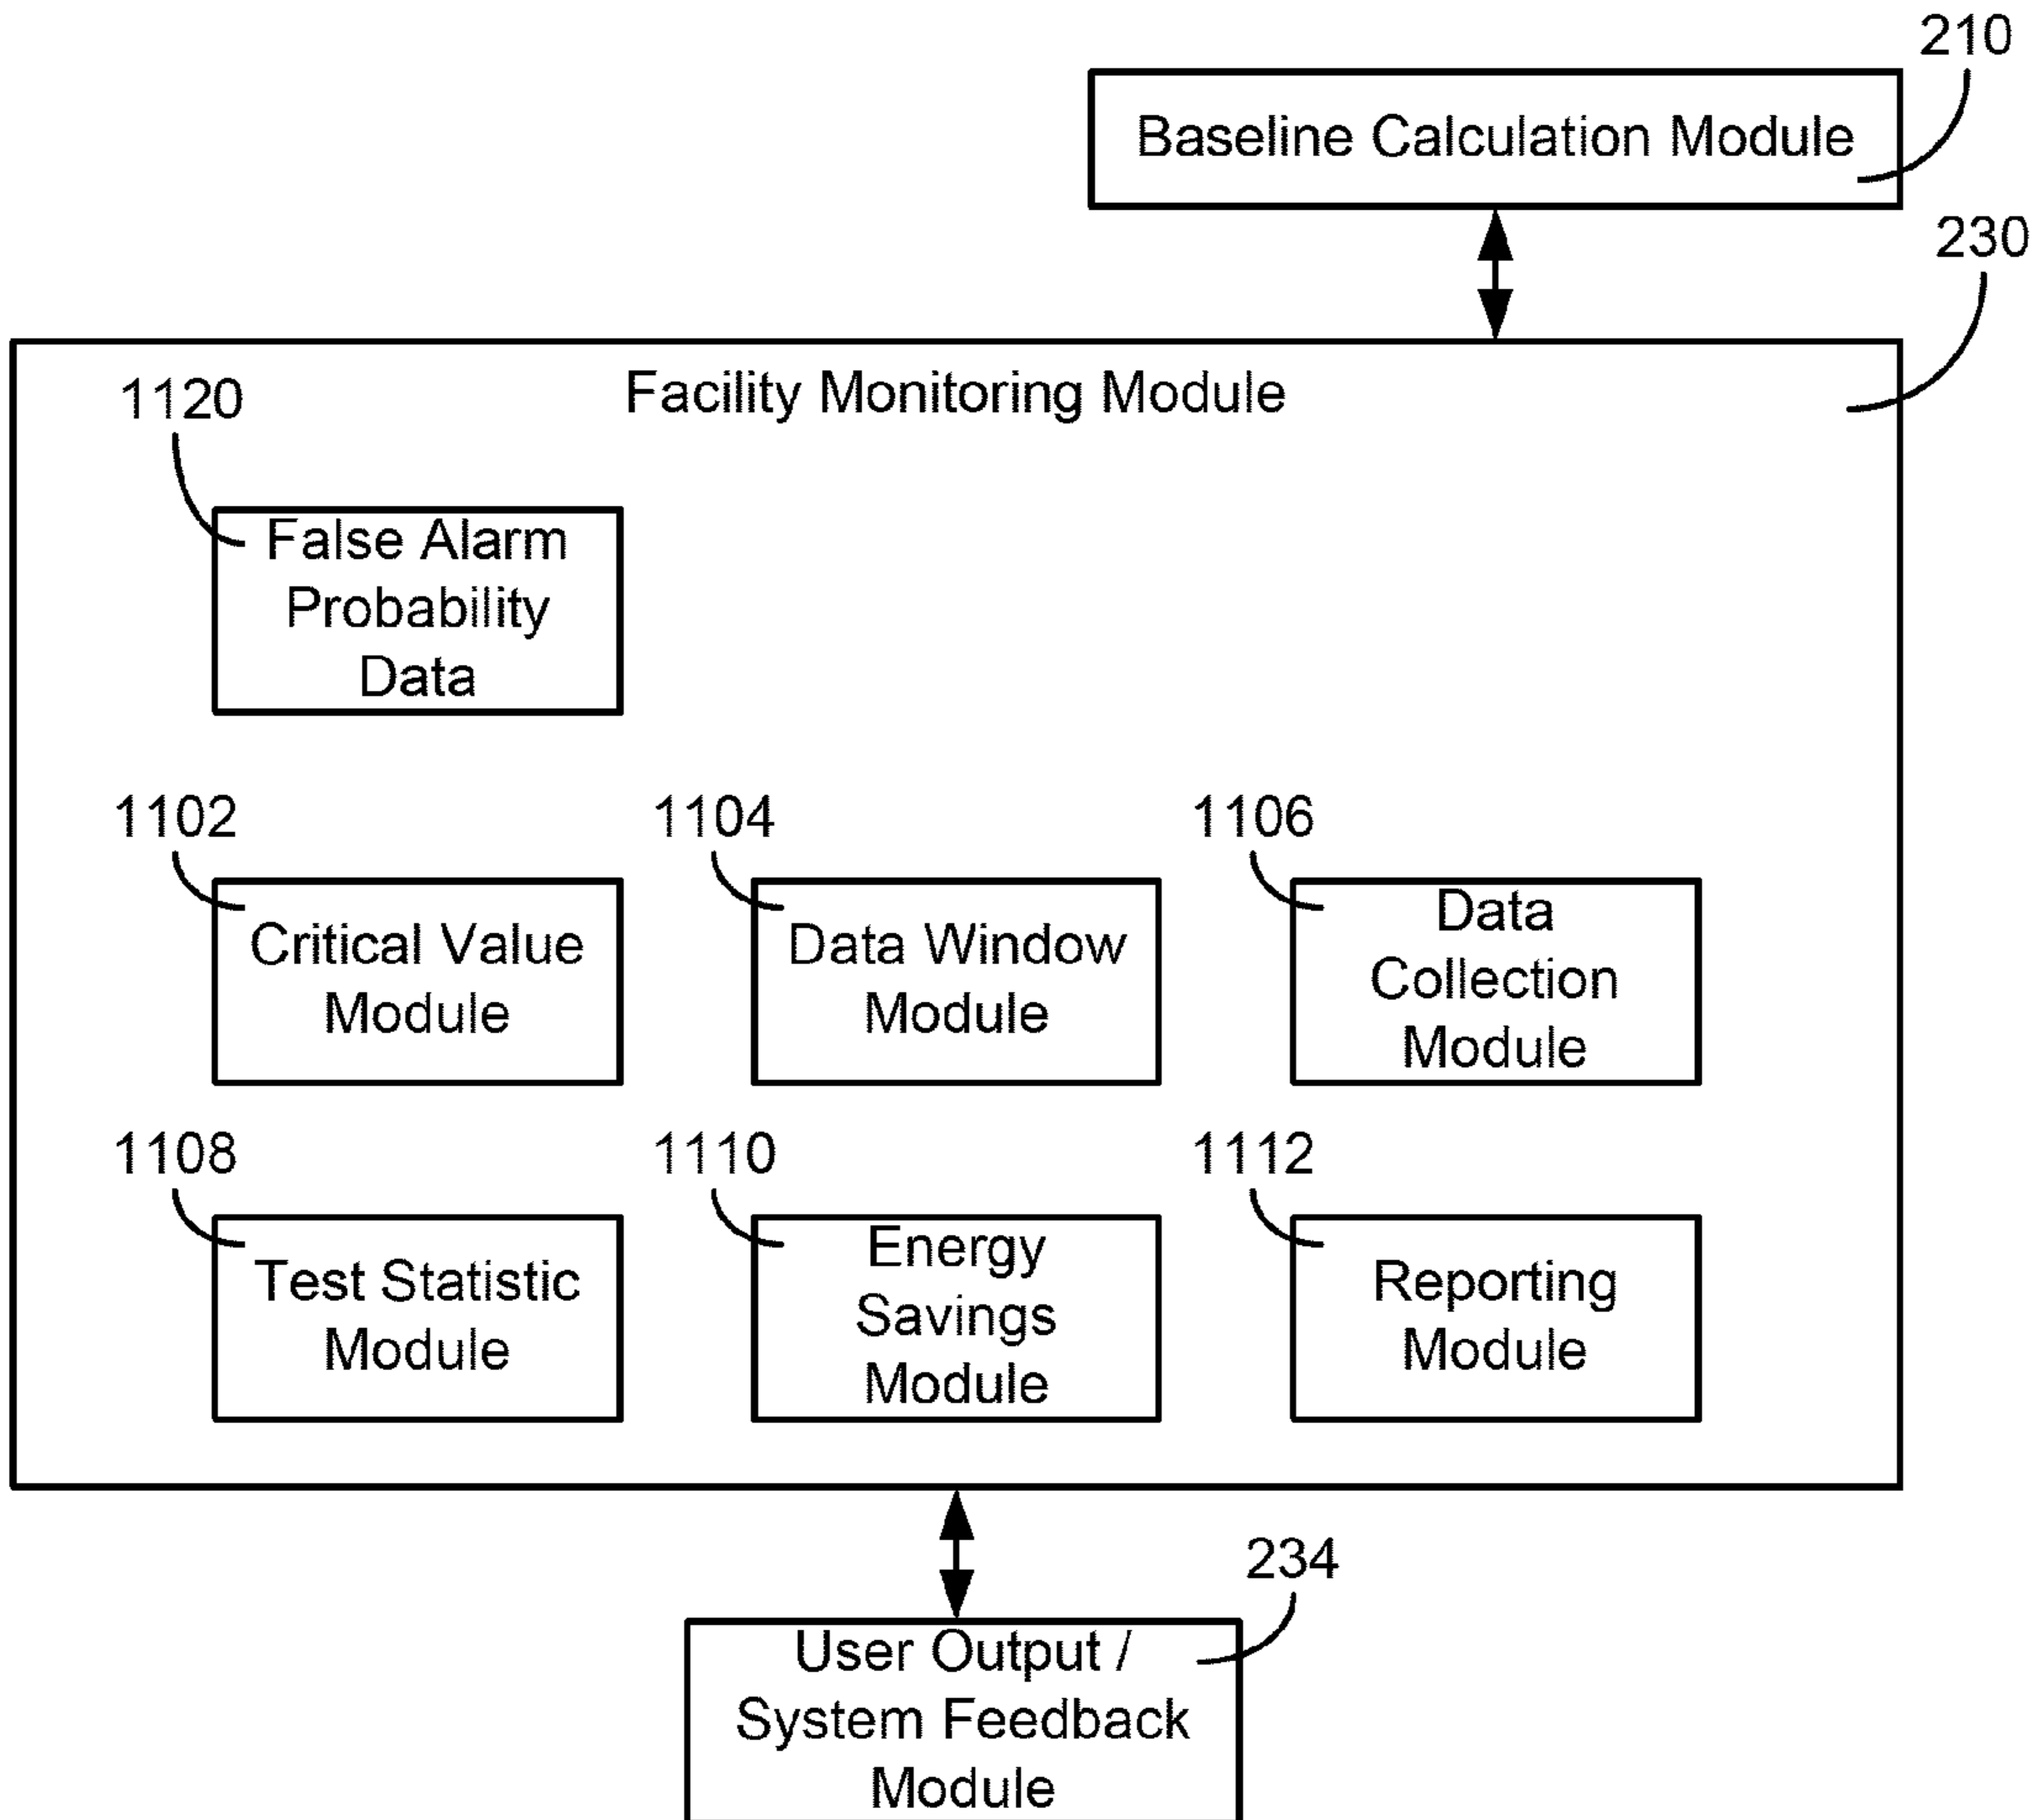 210
Baseline Calculation Module
230
Facility Monitoring Module
1120
False Alarm
Probability
Data
1102
Critical Value
Module
1104
Data Window
Module
1106
Data
Collection
Module
1108
Test Statistic
Module
1110
Energy
Savings
Module
1112
Reporting
Module
234
User Output /
System Feedback
Module